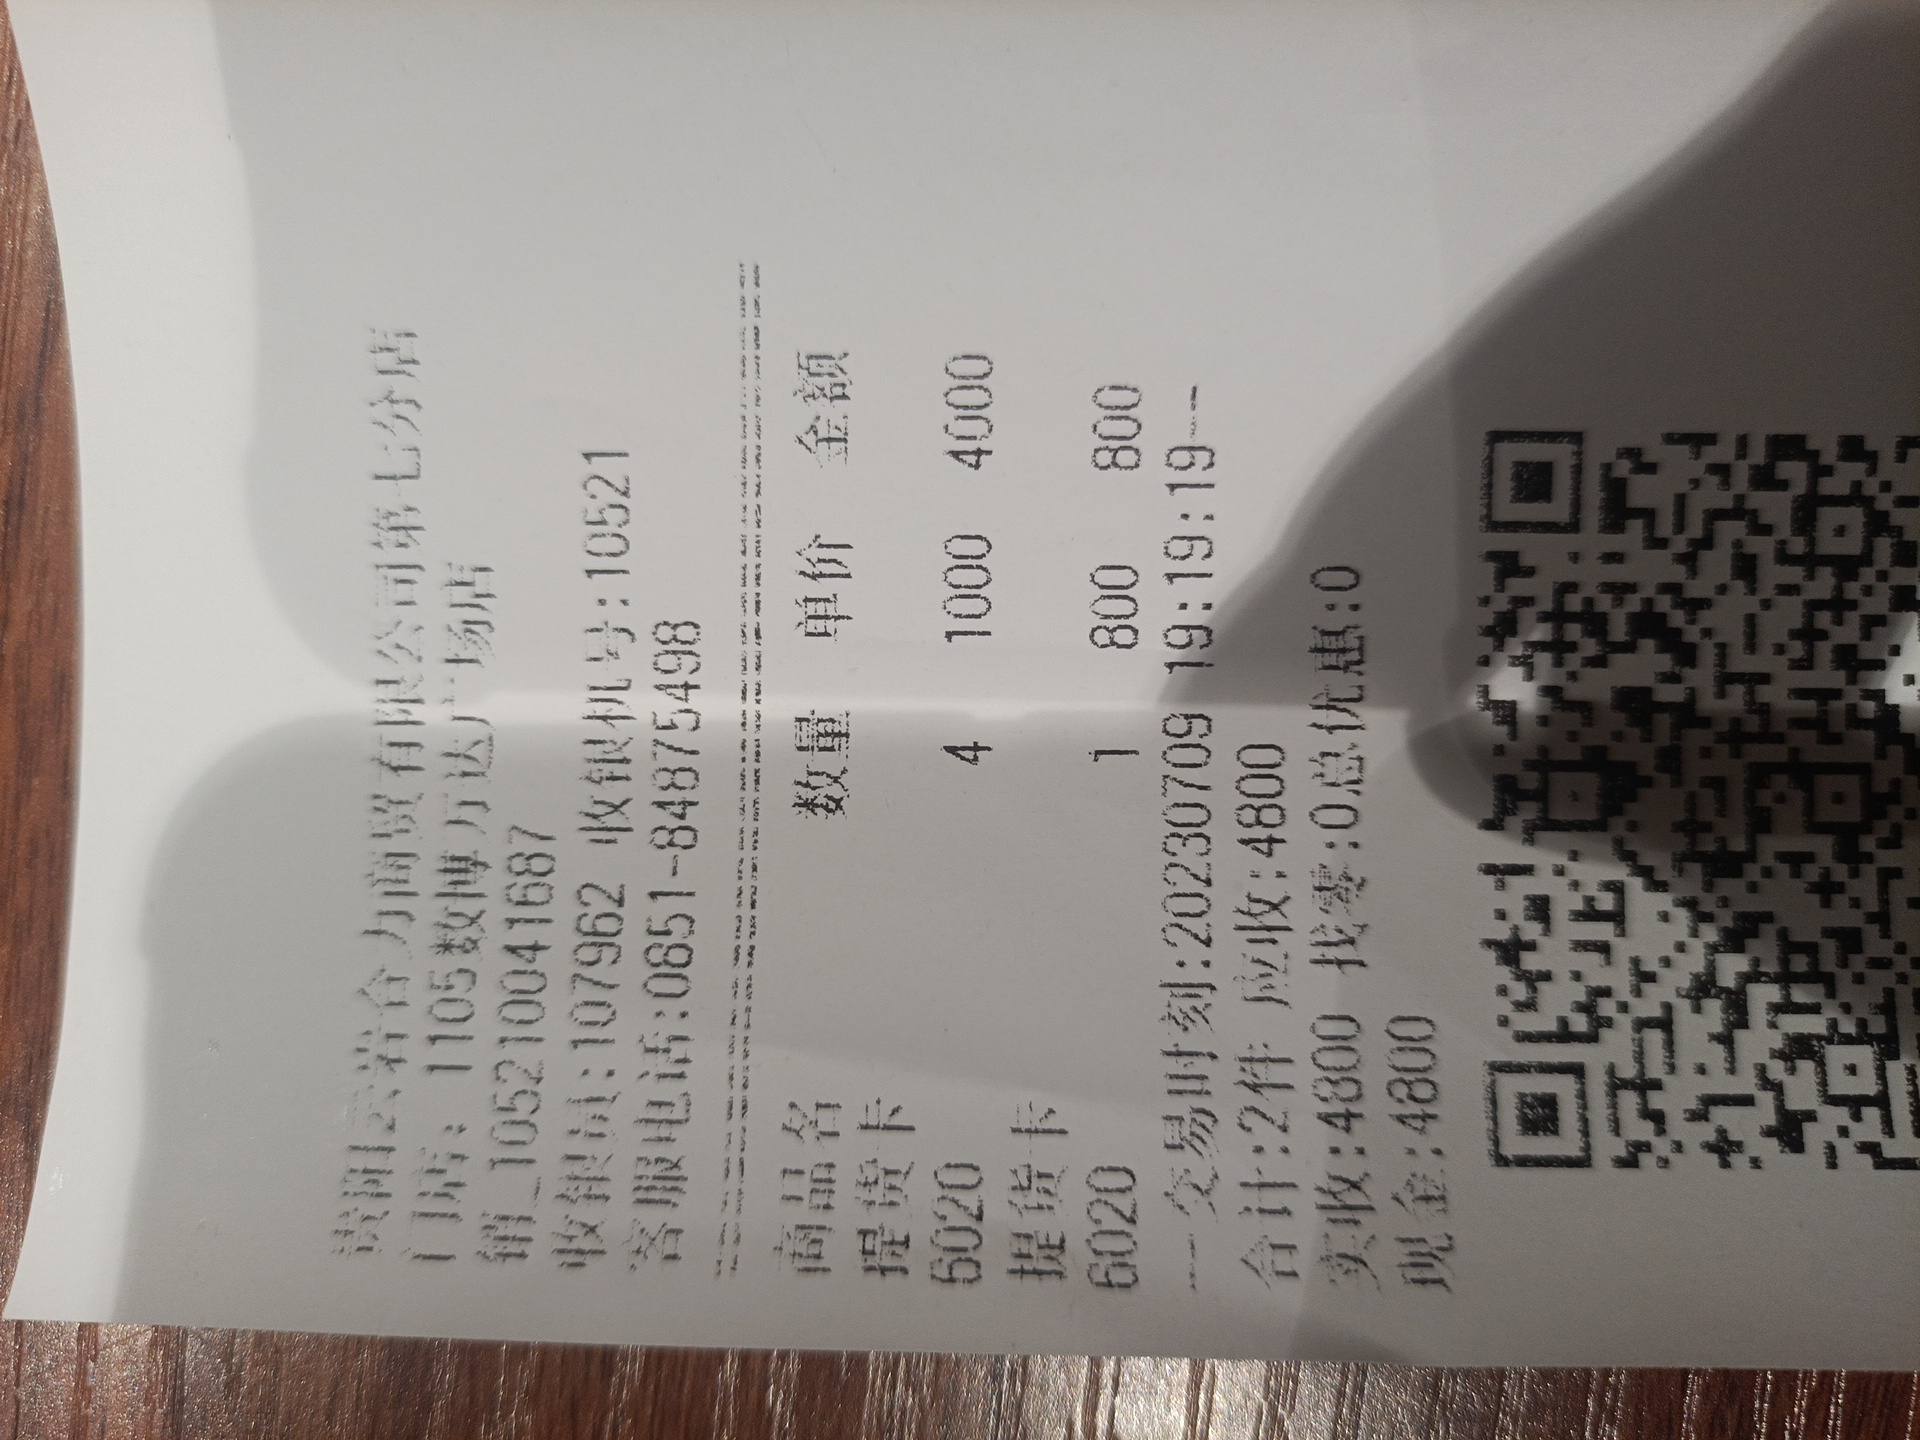 贵阳云岩合力商贸有限公司第七分店
门店: 1105数博万达广场店
销_105210041687
收银员:107962 收银机号:10521
客服电话:0851-84875498
商品名 数量 单价 金额
提货卡
6020 4 1000 4000
提货卡
6020 1 800 800
— 交易时刻:20230709 19:19:19—
合计:2件 应收:4800
实收:4800 找零:0总优惠:0
现金:4800